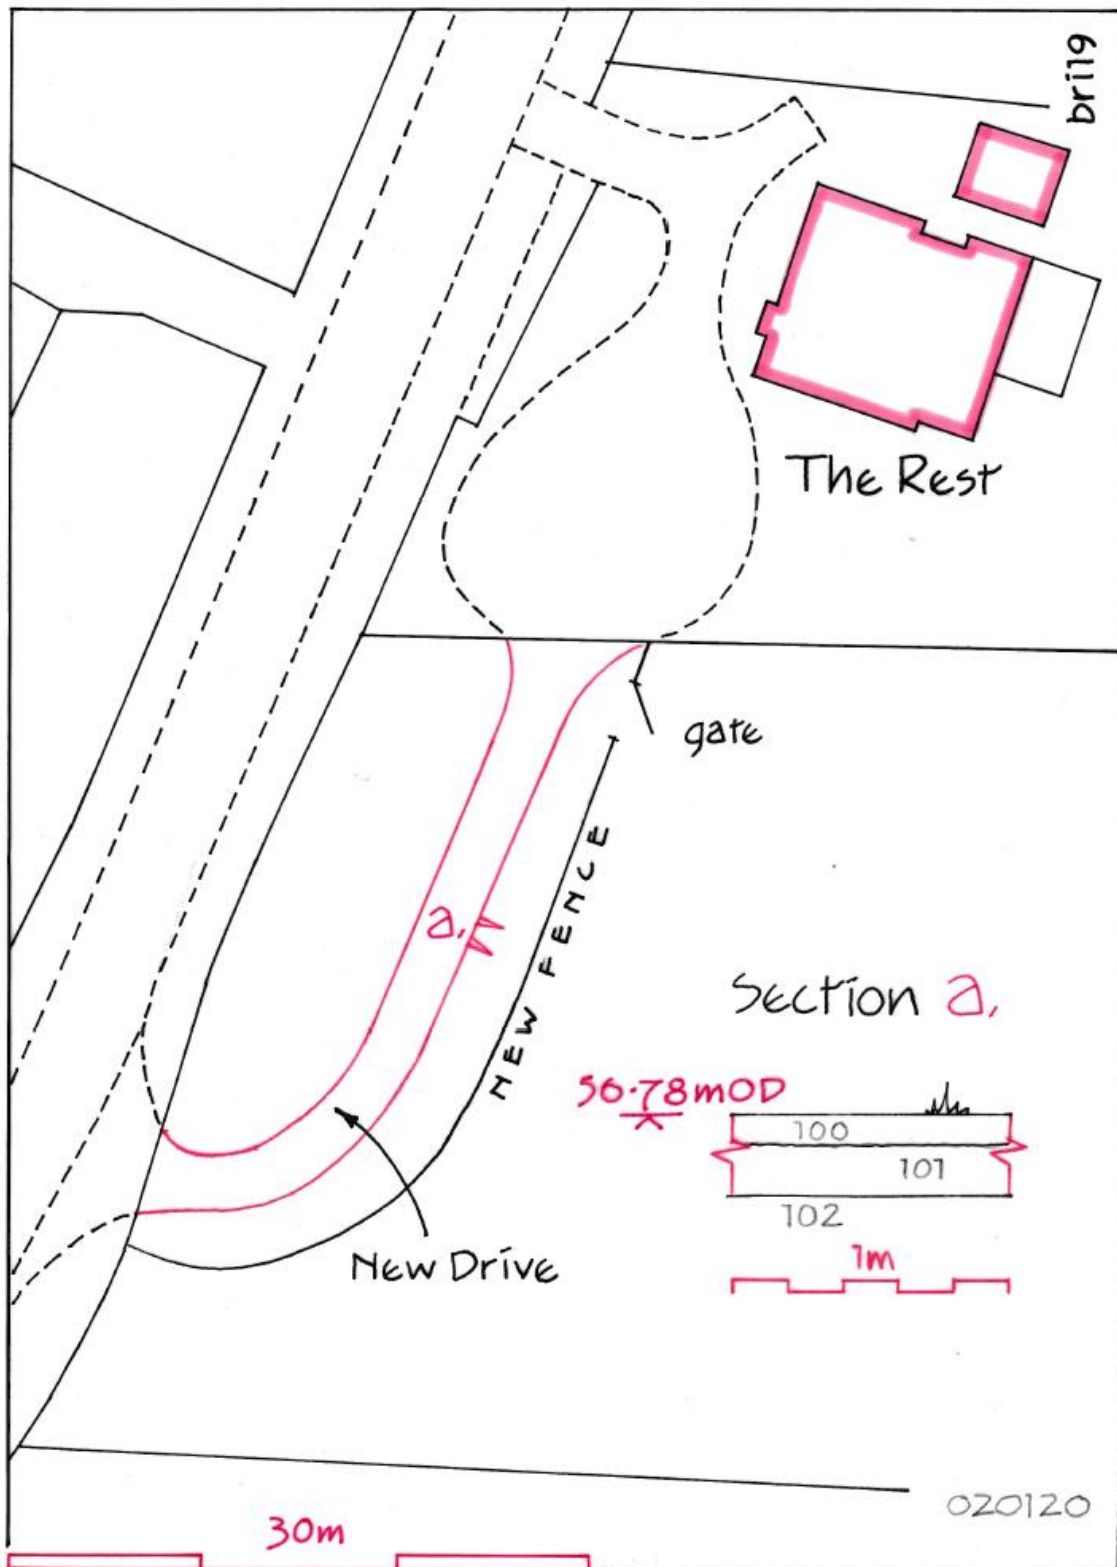 bri19
The Rest
gate
NEW FENCE
a,
Section a,
56.78mOD
100
101
102
1m
New Drive
020120
30m